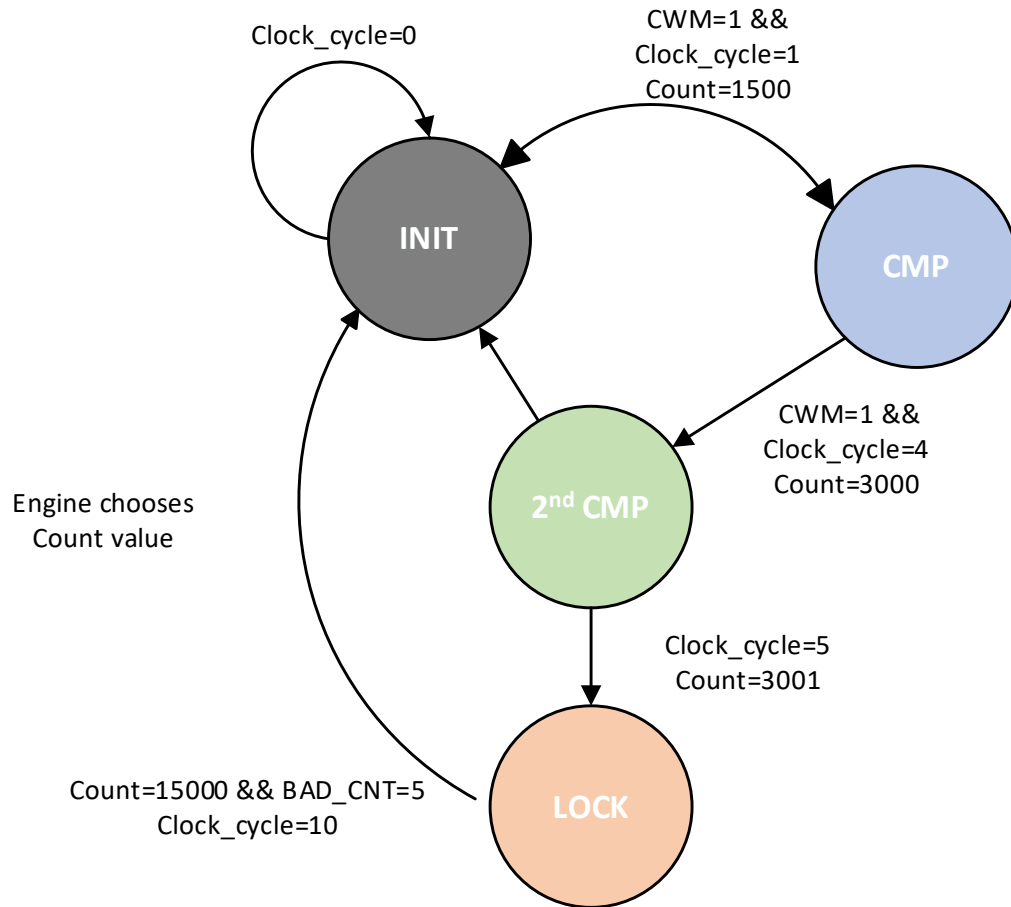 Clock_cycle=0
CWM=1 &&
Clock_cycle=1
Count=1500
INIT
CMP
CWM=1 &&
Clock_cycle=4
Count=3000
Engine chooses
Count value
2nd CMP
Clock_cycle=5
Count=3001
Count=15000 && BAD_CNT=5
Clock_cycle=10
LOCK